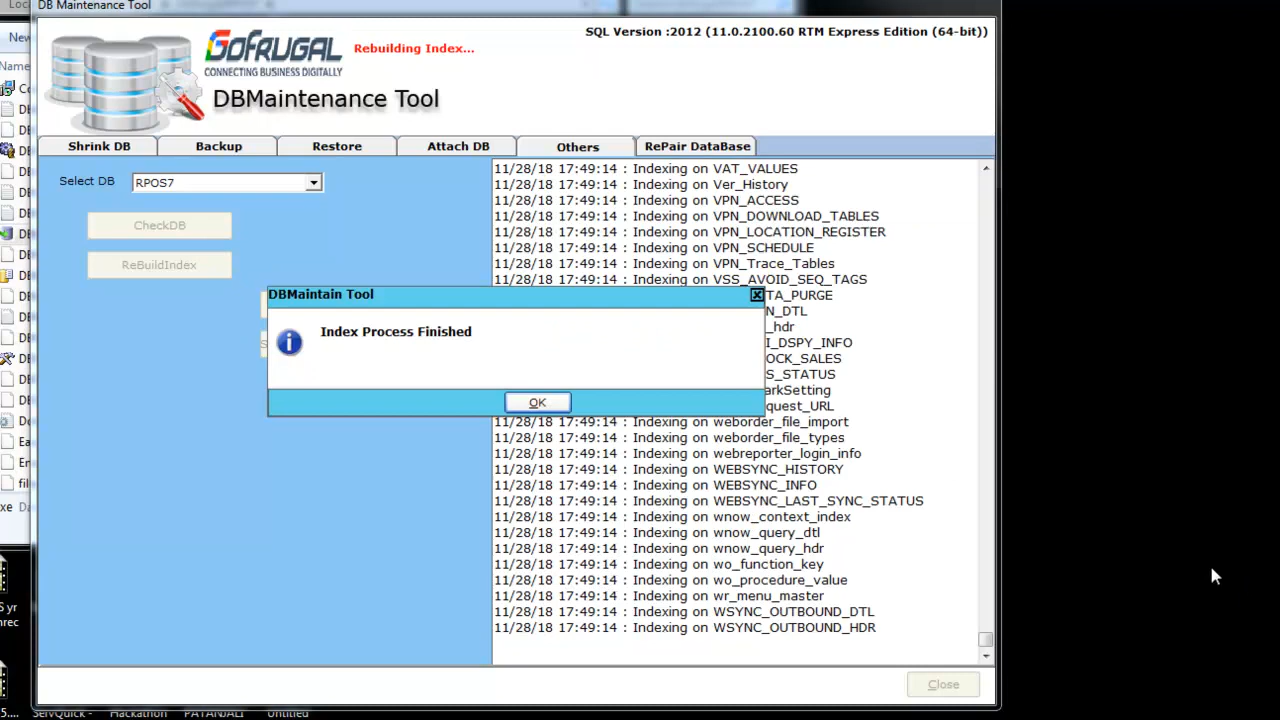 DB Maintenance Tool
New
Name
GOFRUGAL
CONNECTING BUSINESS DIGITALLY
Rebuilding Index...
SQL Version :2012 (11.0.2100.60 RTM Express Edition (64-bit))
DBMaintenance Tool
Shrink DB
Backup
Restore
Attach DB
Others
RePair DataBase
Select DB
RPOS7
CheckDB
ReBuildIndex
11/28/18 17:49:14 : Indexing on VAT_VALUES
11/28/18 17:49:14 : Indexing on Ver_History
11/28/18 17:49:14 : Indexing on VPN_ACCESS
11/28/18 17:49:14 : Indexing on VPN_DOWNLOAD_TABLES
11/28/18 17:49:14 : Indexing on VPN_LOCATION_REGISTER
11/28/18 17:49:14 : Indexing on VPN_SCHEDULE
11/28/18 17:49:14 : Indexing on VPN_Trace_Tables
11/28/18 17:49:14 : Indexing on VSS_AVOID_SEQ_TAGS
TA_PURGE
N_DTL
_hdr
I_DSPY_INFO
OCK_SALES
S_STATUS
arkSetting
quest_URL
11/28/18 17:49:14 : Indexing on weborder_file_import
11/28/18 17:49:14 : Indexing on weborder_file_types
11/28/18 17:49:14 : Indexing on webreporter_login_info
11/28/18 17:49:14 : Indexing on WEBSYNC_HISTORY
11/28/18 17:49:14 : Indexing on WEBSYNC_INFO
11/28/18 17:49:14 : Indexing on WEBSYNC_LAST_SYNC_STATUS
11/28/18 17:49:14 : Indexing on wnow_context_index
11/28/18 17:49:14 : Indexing on wnow_query_dtl
11/28/18 17:49:14 : Indexing on wnow_query_hdr
11/28/18 17:49:14 : Indexing on wo_function_key
11/28/18 17:49:14 : Indexing on wo_procedure_value
11/28/18 17:49:14 : Indexing on wr_menu_master
11/28/18 17:49:14 : Indexing on WSYNC_OUTBOUND_DTL
11/28/18 17:49:14 : Indexing on WSYNC_OUTBOUND_HDR
DBMaintain Tool
Index Process Finished
OK
Close
ServQuick - Hackathon PATANJALI Untitled